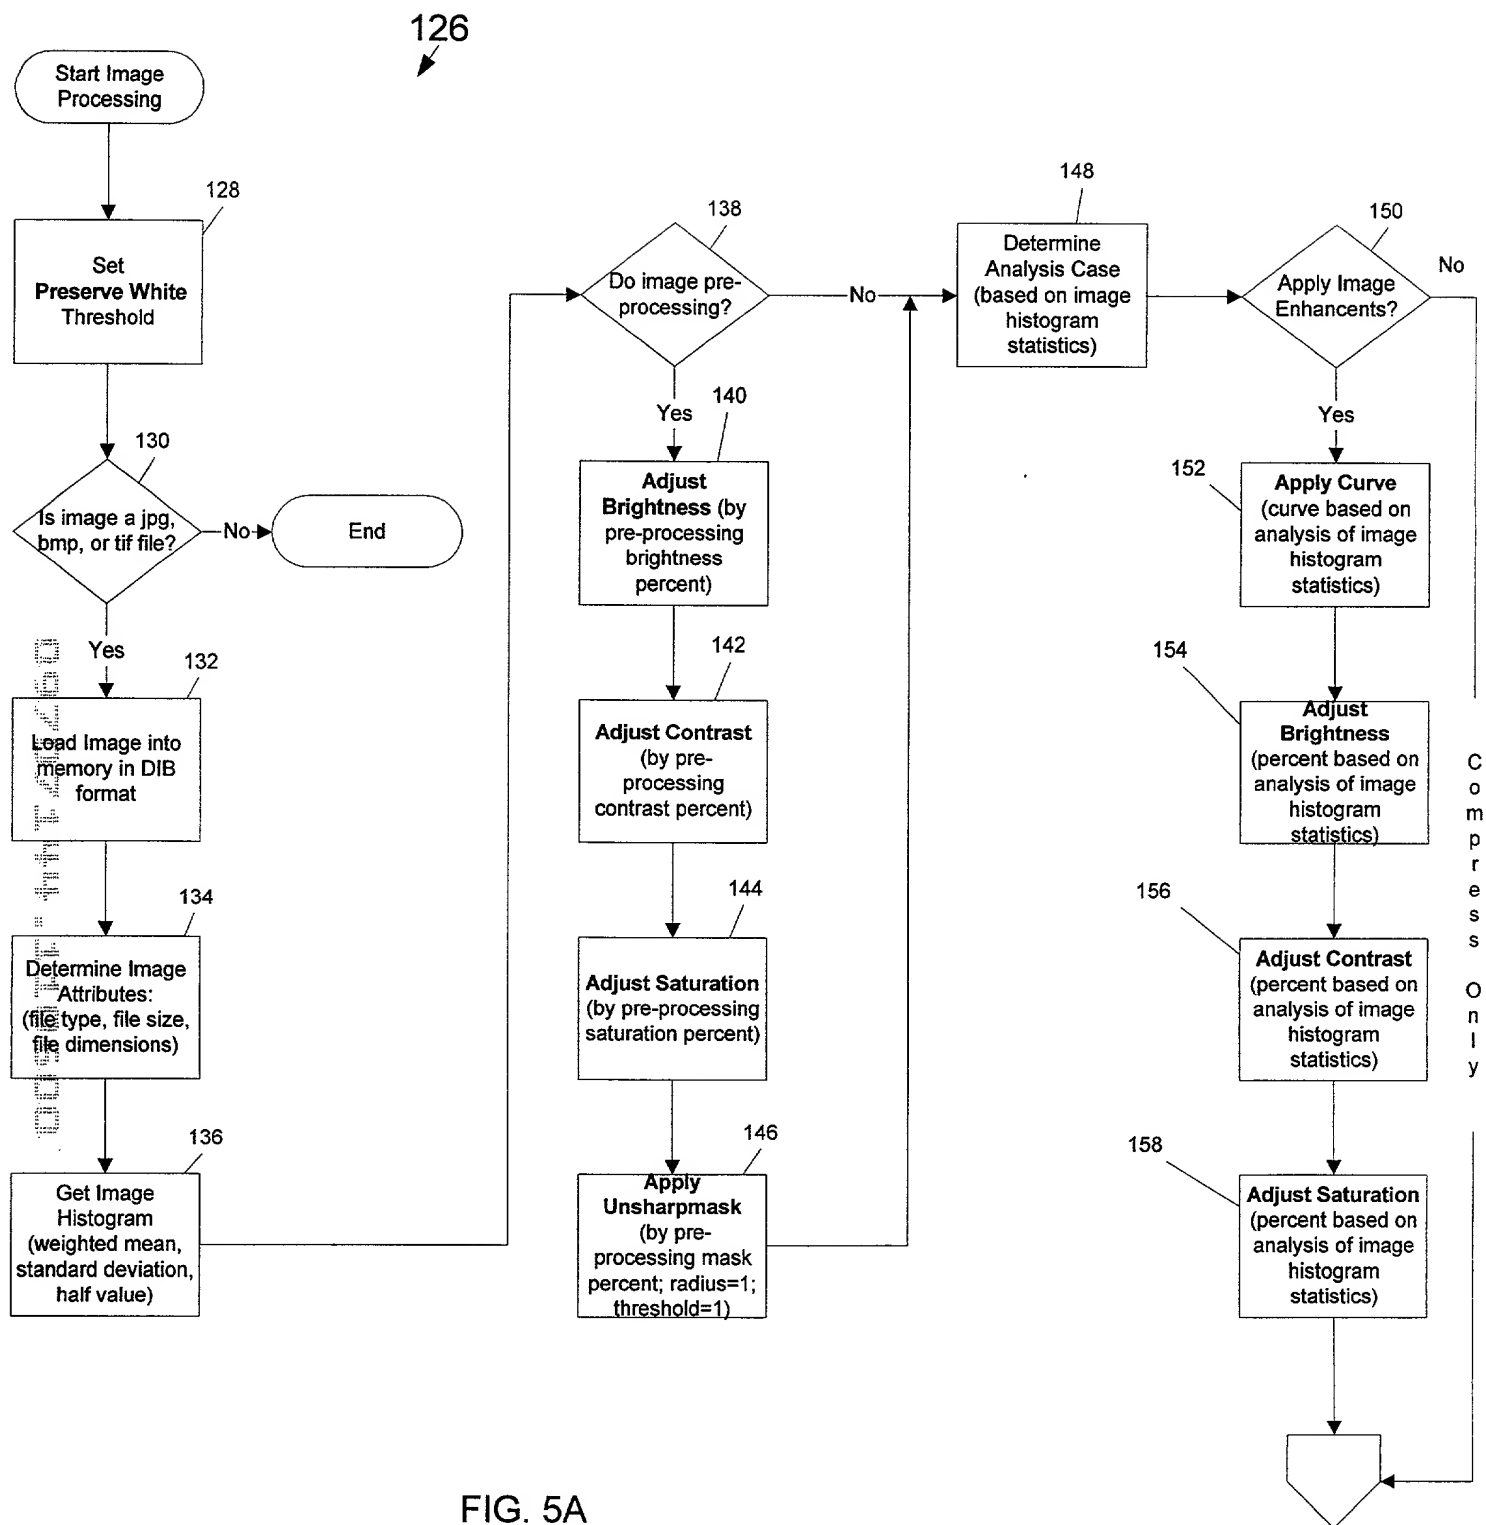 126
Start Image
Processing
128
Set
Preserve White
Threshold
130
Is image a jpg,
bmp, or tif file?
No
End
Yes
132
Load Image into
memory in DIB
format
134
Determine Image
Attributes:
(file type, file size,
file dimensions)
136
Get Image
Histogram
(weighted mean,
standard deviation,
half value)
138
Do image pre-
processing?
No
Yes
140
Adjust
Brightness (by
pre-processing
brightness
percent)
142
Adjust Contrast
(by pre-
processing
contrast percent)
144
Adjust Saturation
(by pre-processing
saturation percent)
146
Apply
Unsharpmask
(by pre-
processing mask
percent; radius=1;
threshold=1)
148
Determine
Analysis Case
(based on image
histogram
statistics)
150
Apply Image
Enhancents?
No
Yes
152
Apply Curve
(curve based on
analysis of image
histogram
statistics)
154
Adjust
Brightness
(percent based on
analysis of image
histogram
statistics)
156
Adjust Contrast
(percent based on
analysis of image
histogram
statistics)
158
Adjust Saturation
(percent based on
analysis of image
histogram
statistics)
Compress Only
FIG. 5A